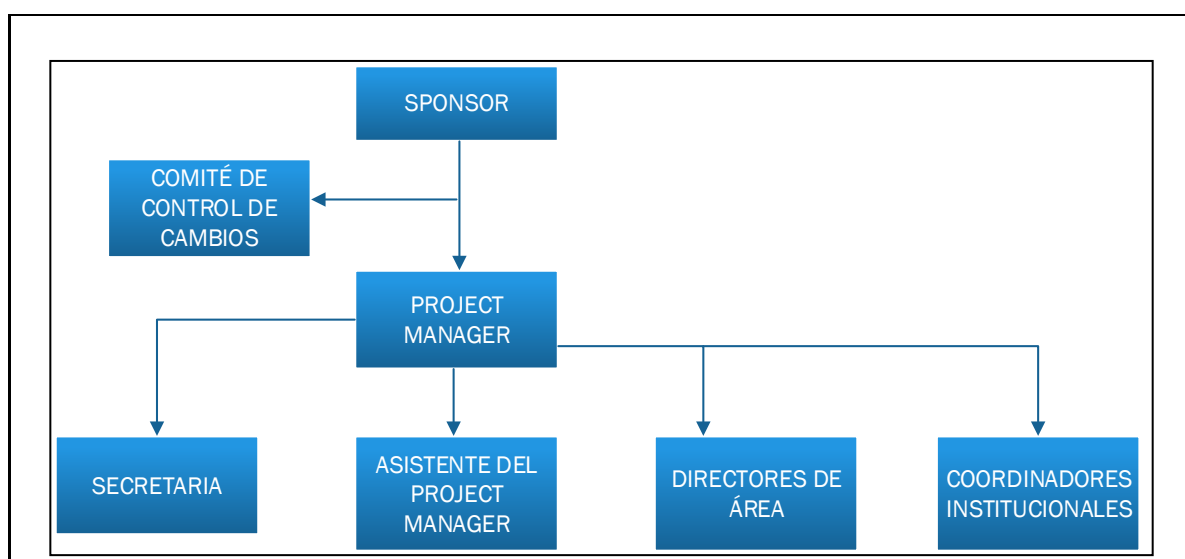 SPONSOR
COMITÉ DE
CONTROL DE
CAMBIOS
PROJECT
MANAGER
SECRETARIA
ASISTENTE DEL
PROJECT
MANAGER
DIRECTORES DE
ÁREA
COORDINADORES
INSTITUCIONALES